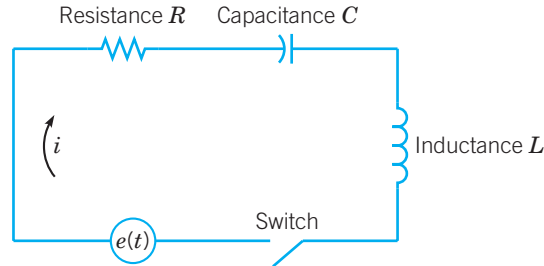 Resistance R Capacitance C
i
Inductance L
Switch
e(t)